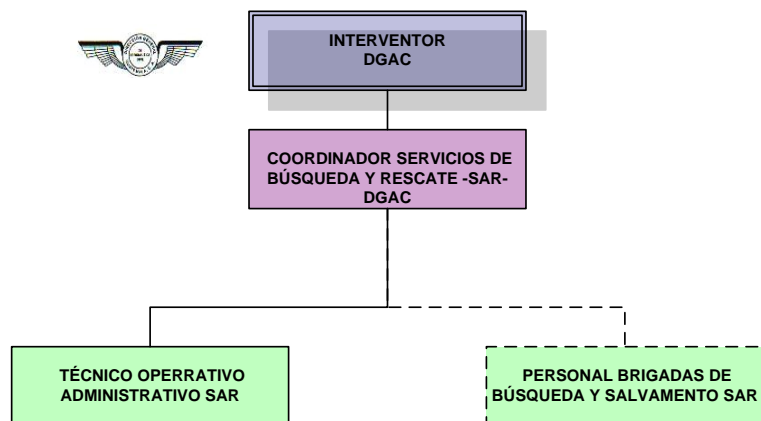 INTERVENTOR
DGAC
COORDINADOR SERVICIOS DE
BÚSQUEDA Y RESCATE -SAR-
DGAC
TÉCNICO OPERRATIVO
ADMINISTRATIVO SAR
PERSONAL BRIGADAS DE
BÚSQUEDA Y SALVAMENTO SAR